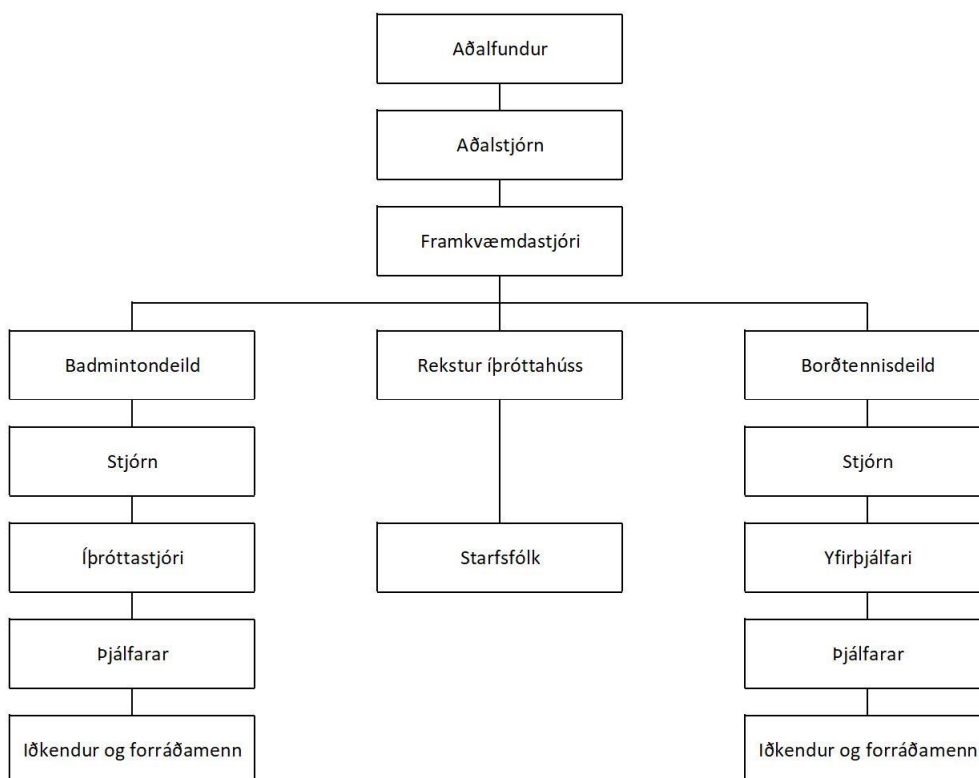 Aðalfundur
Aðalstjórn
Framkvæmdastjóri
Badmintondeild
Rekstur íþróttahúss
Borðtennisdeild
Stjórn
Stjórn
Íþróttastjóri
Starfsfólk
Yfirþjálfari
Þjálfarar
Þjálfarar
Iðkendur og forráðamenn
Iðkendur og forráðamenn